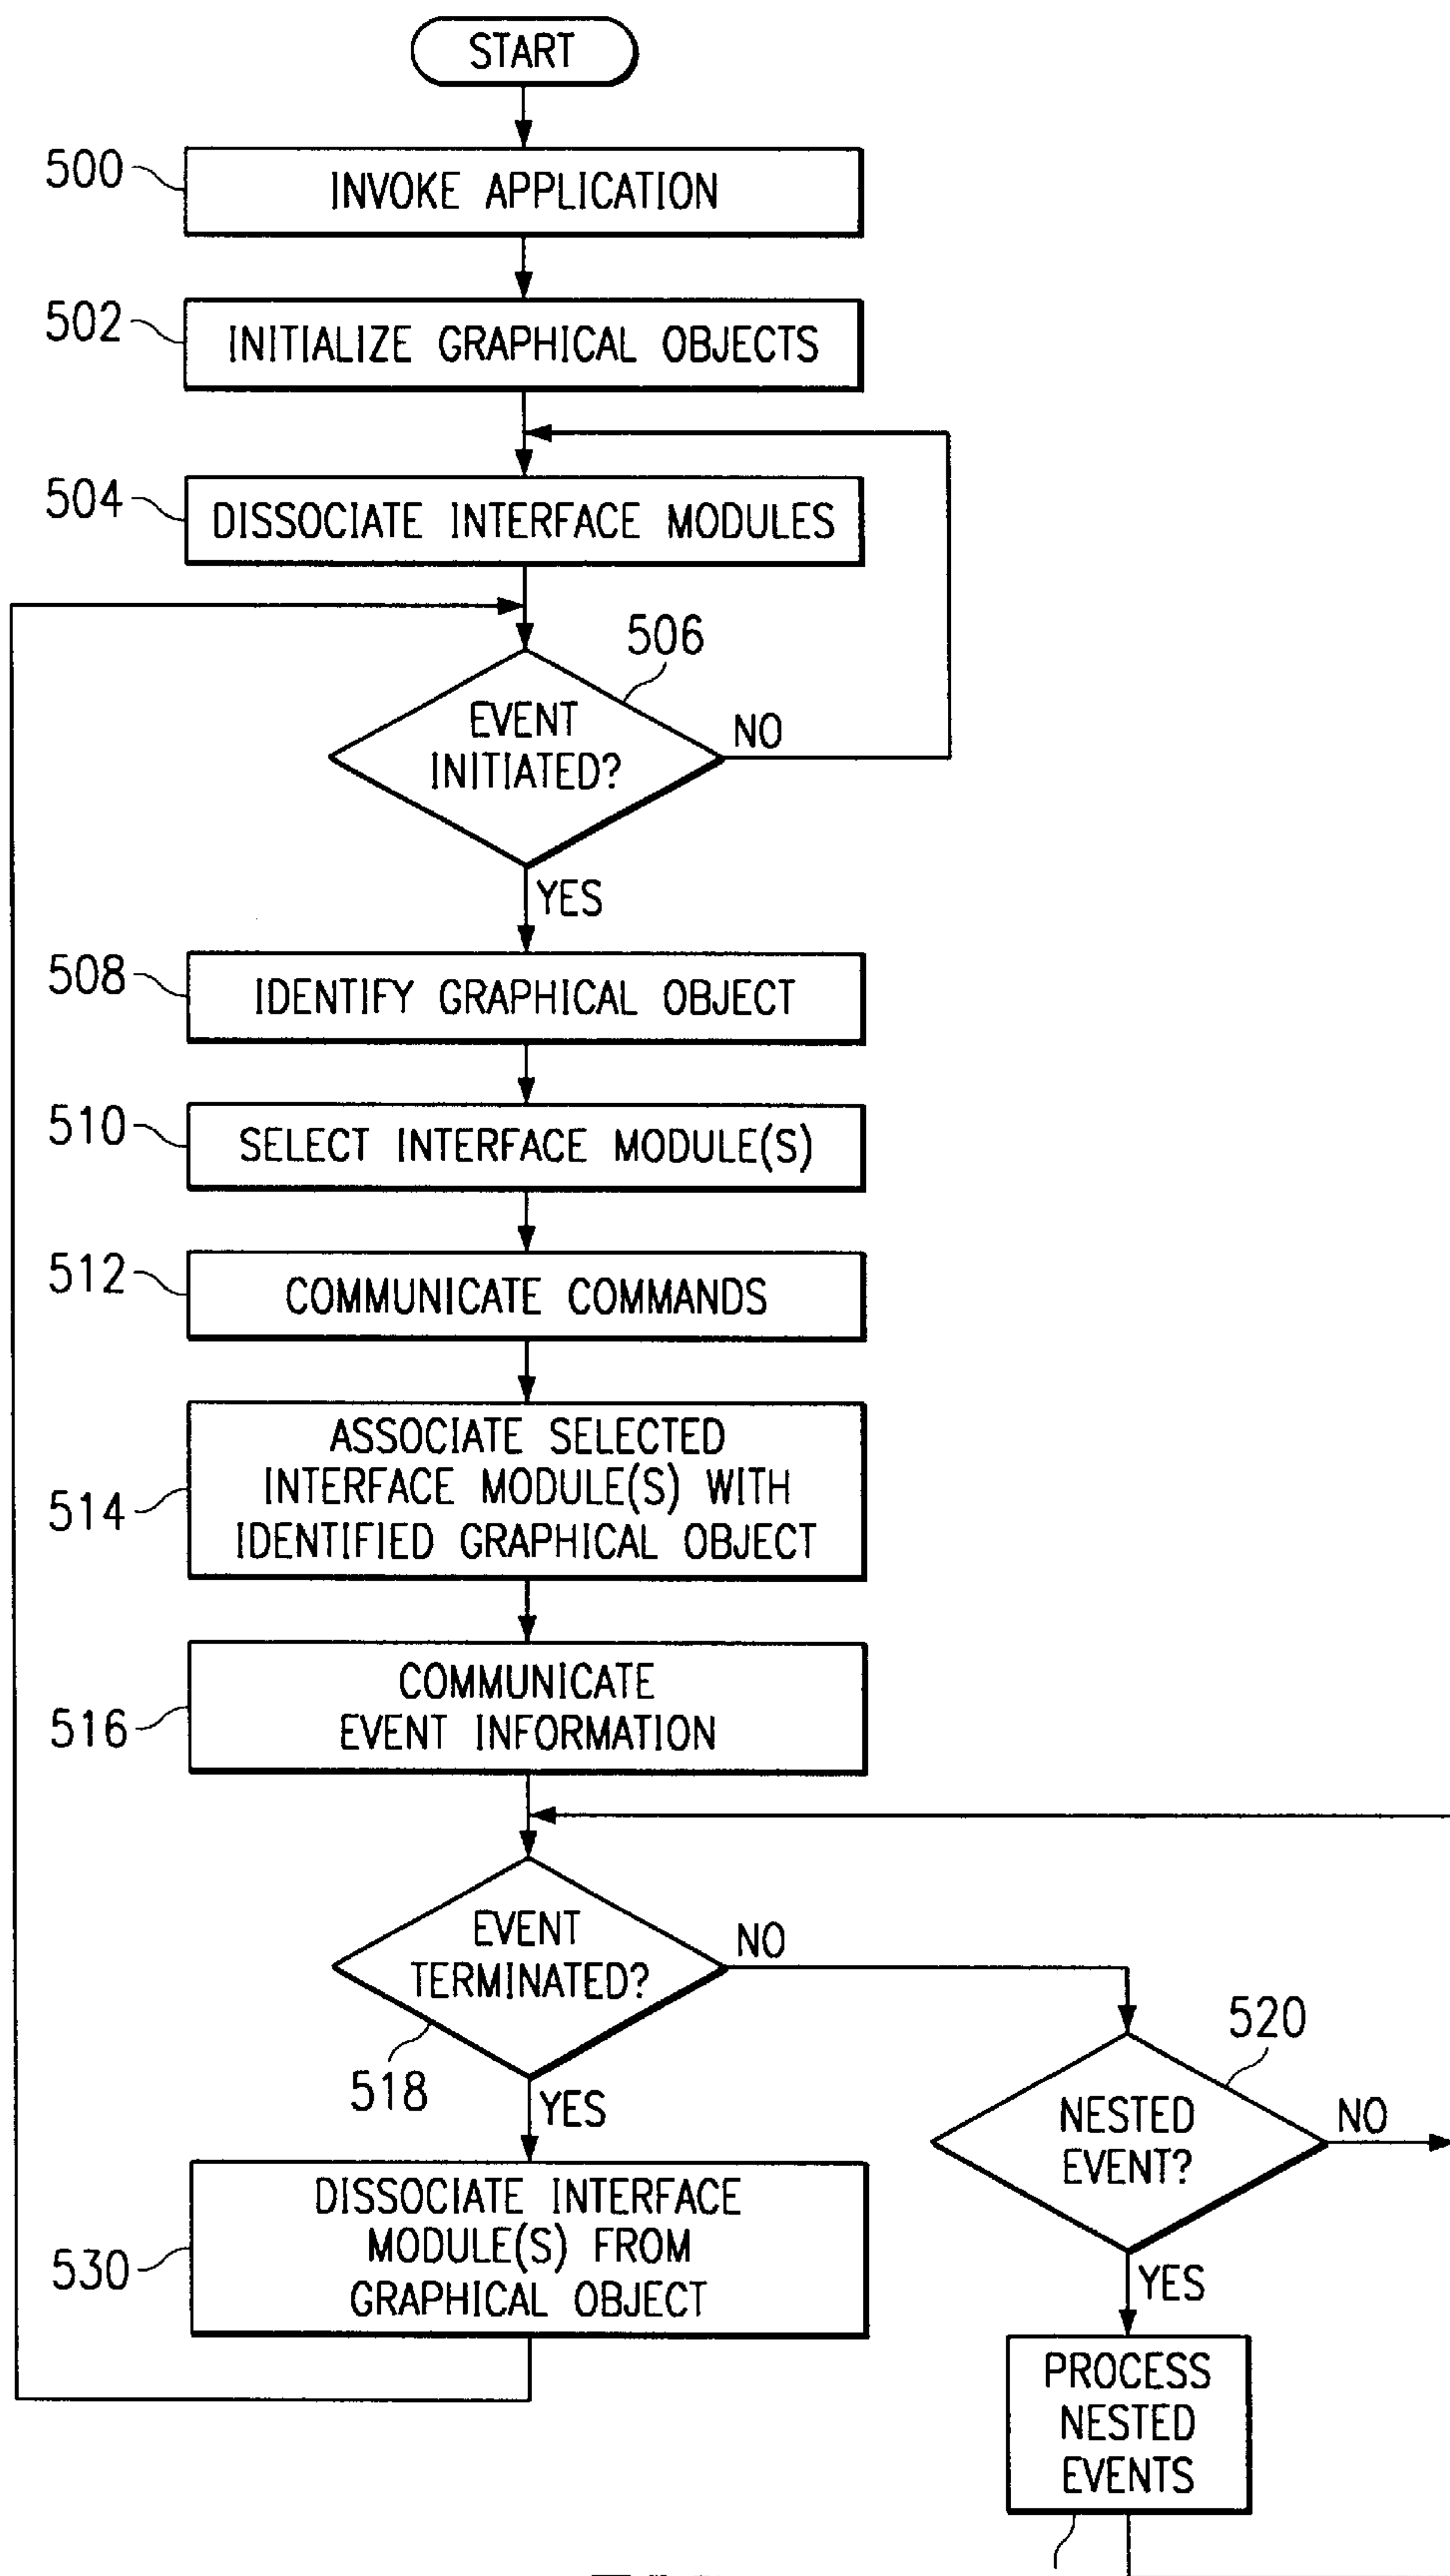 START
500
INVOKE APPLICATION
502
INITIALIZE GRAPHICAL OBJECTS
504
DISSOCIATE INTERFACE MODULES
506
EVENT
INITIATED?
NO
YES
508
IDENTIFY GRAPHICAL OBJECT
510
SELECT INTERFACE MODULE(S)
512
COMMUNICATE COMMANDS
514
ASSOCIATE SELECTED
INTERFACE MODULE(S) WITH
IDENTIFIED GRAPHICAL OBJECT
516
COMMUNICATE
EVENT INFORMATION
518
EVENT
TERMINATED?
NO
YES
520
NESTED
EVENT?
NO
YES
530
DISSOCIATE INTERFACE
MODULE(S) FROM
GRAPHICAL OBJECT
PROCESS
NESTED
EVENTS